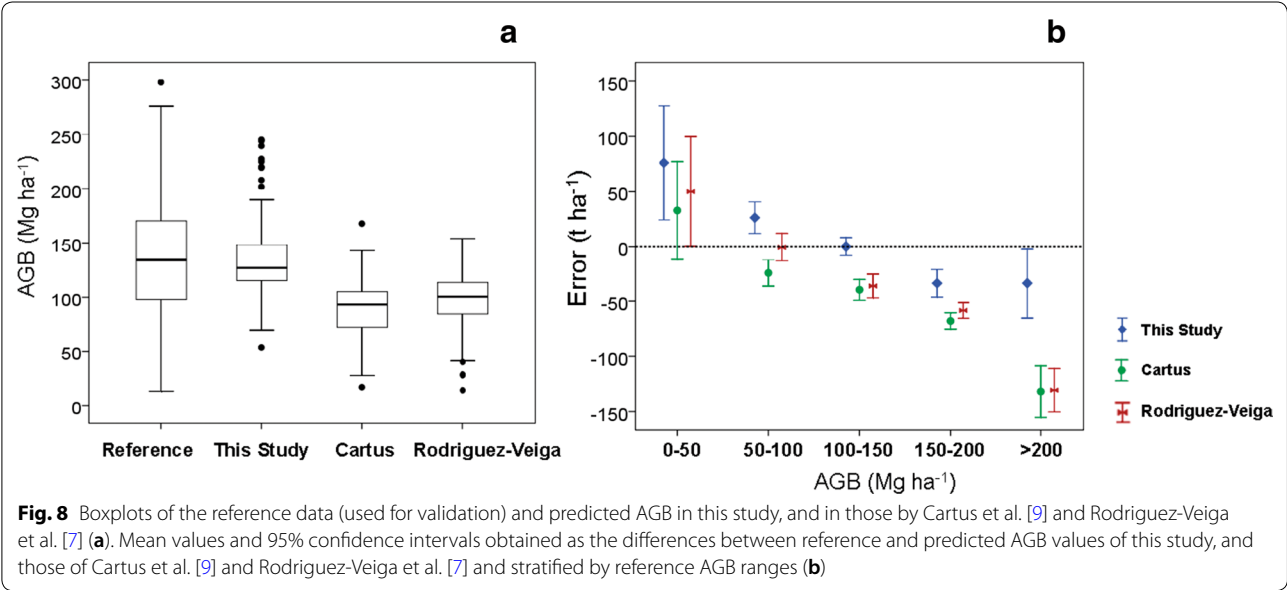 a
b
AGB (Mg ha-1)
300
250
200
150
100
50
0
Reference This Study Cartus Rodriguez-Veiga
Error (t ha-1)
150
100
50
0
-50
-100
-150
0-50 50-100 100-150 150-200 >200
AGB (Mg ha-1)
This Study
Cartus
Rodriguez-Veiga
Fig. 8 Boxplots of the reference data (used for validation) and predicted AGB in this study, and in those by Cartus et al. [9] and Rodriguez-Veiga
et al. [7] (a). Mean values and 95% confidence intervals obtained as the differences between reference and predicted AGB values of this study, and
those of Cartus et al. [9] and Rodriguez-Veiga et al. [7] and stratified by reference AGB ranges (b)